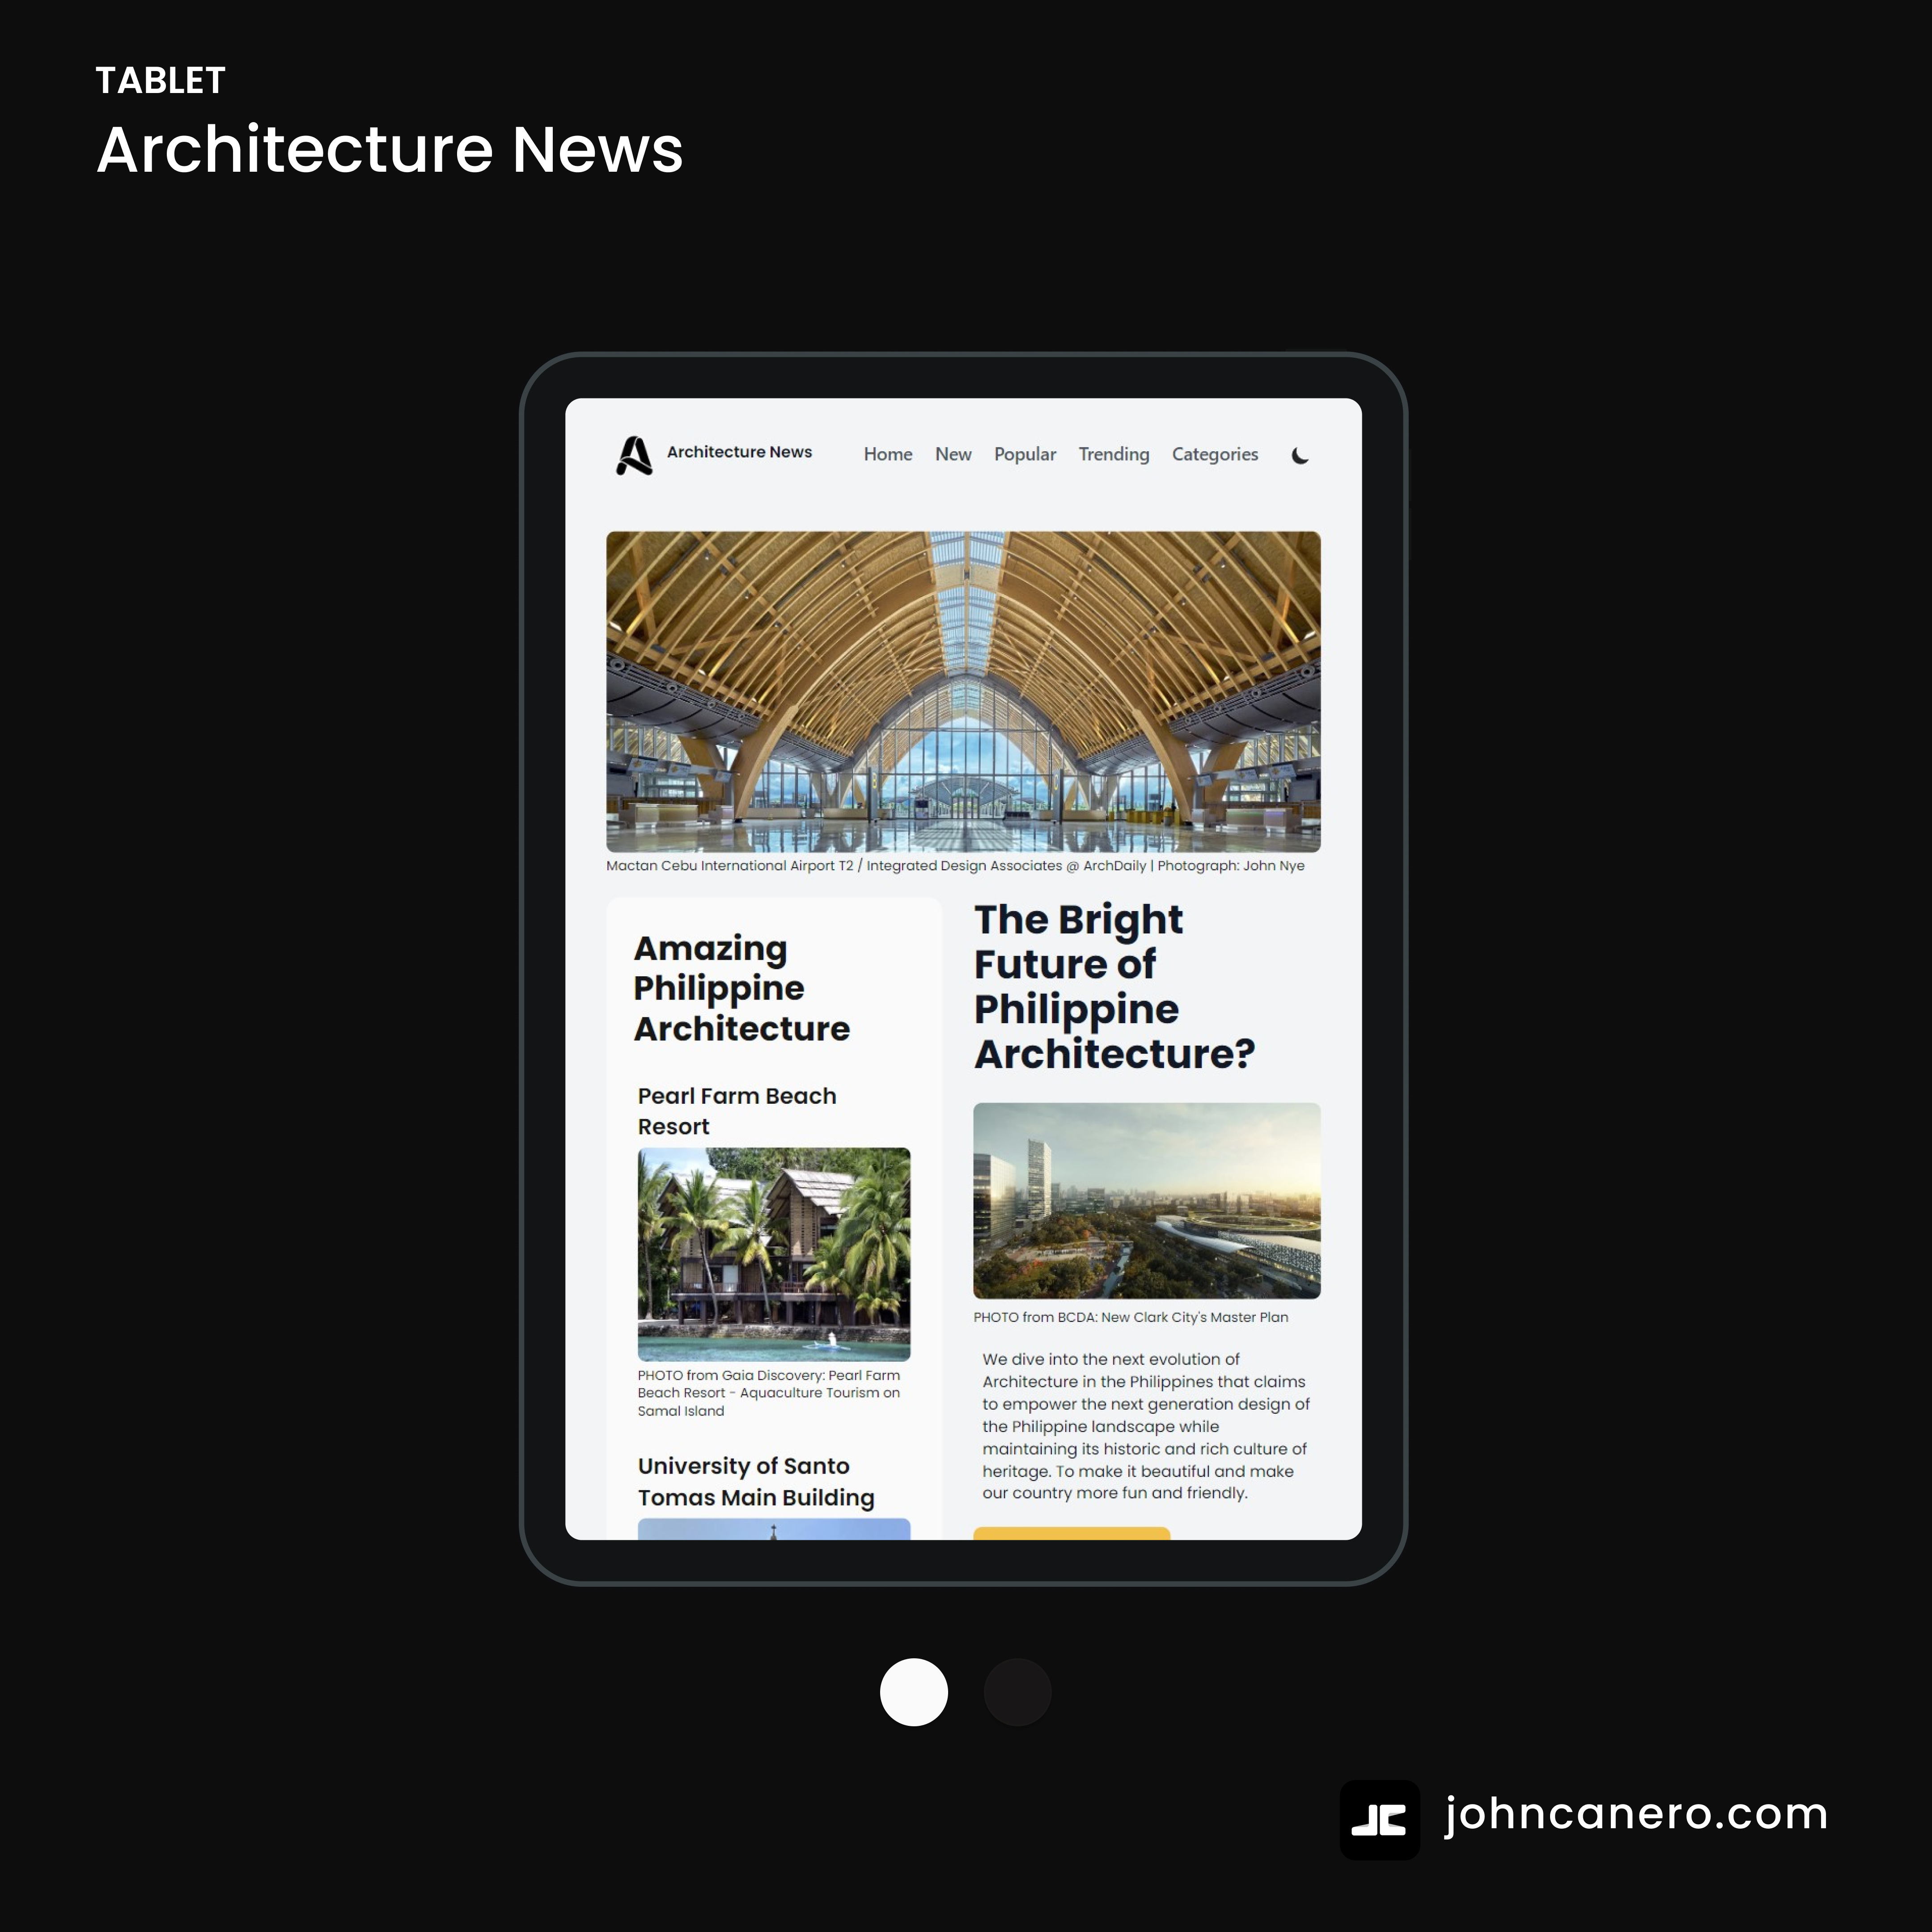 TABLET
Architecture News
Architecture News
Home New Popular Trending Categories
Mactan Cebu International Airport T2 / Integrated Design Associates @ ArchDaily | Photograph: John Nye
Amazing
Philippine
Architecture
Pearl Farm Beach
Resort
PHOTO from Gaia Discovery: Pearl Farm
Beach Resort - Aquaculture Tourism on
Samal Island
University of Santo
Tomas Main Building
The Bright
Future of
Philippine
Architecture?
PHOTO from BCDA: New Clark City's Master Plan
We dive into the next evolution of
Architecture in the Philippines that claims
to empower the next generation design of
the Philippine landscape while
maintaining its historic and rich culture of
heritage. To make it beautiful and make
our country more fun and friendly.
JC
johncanero.com